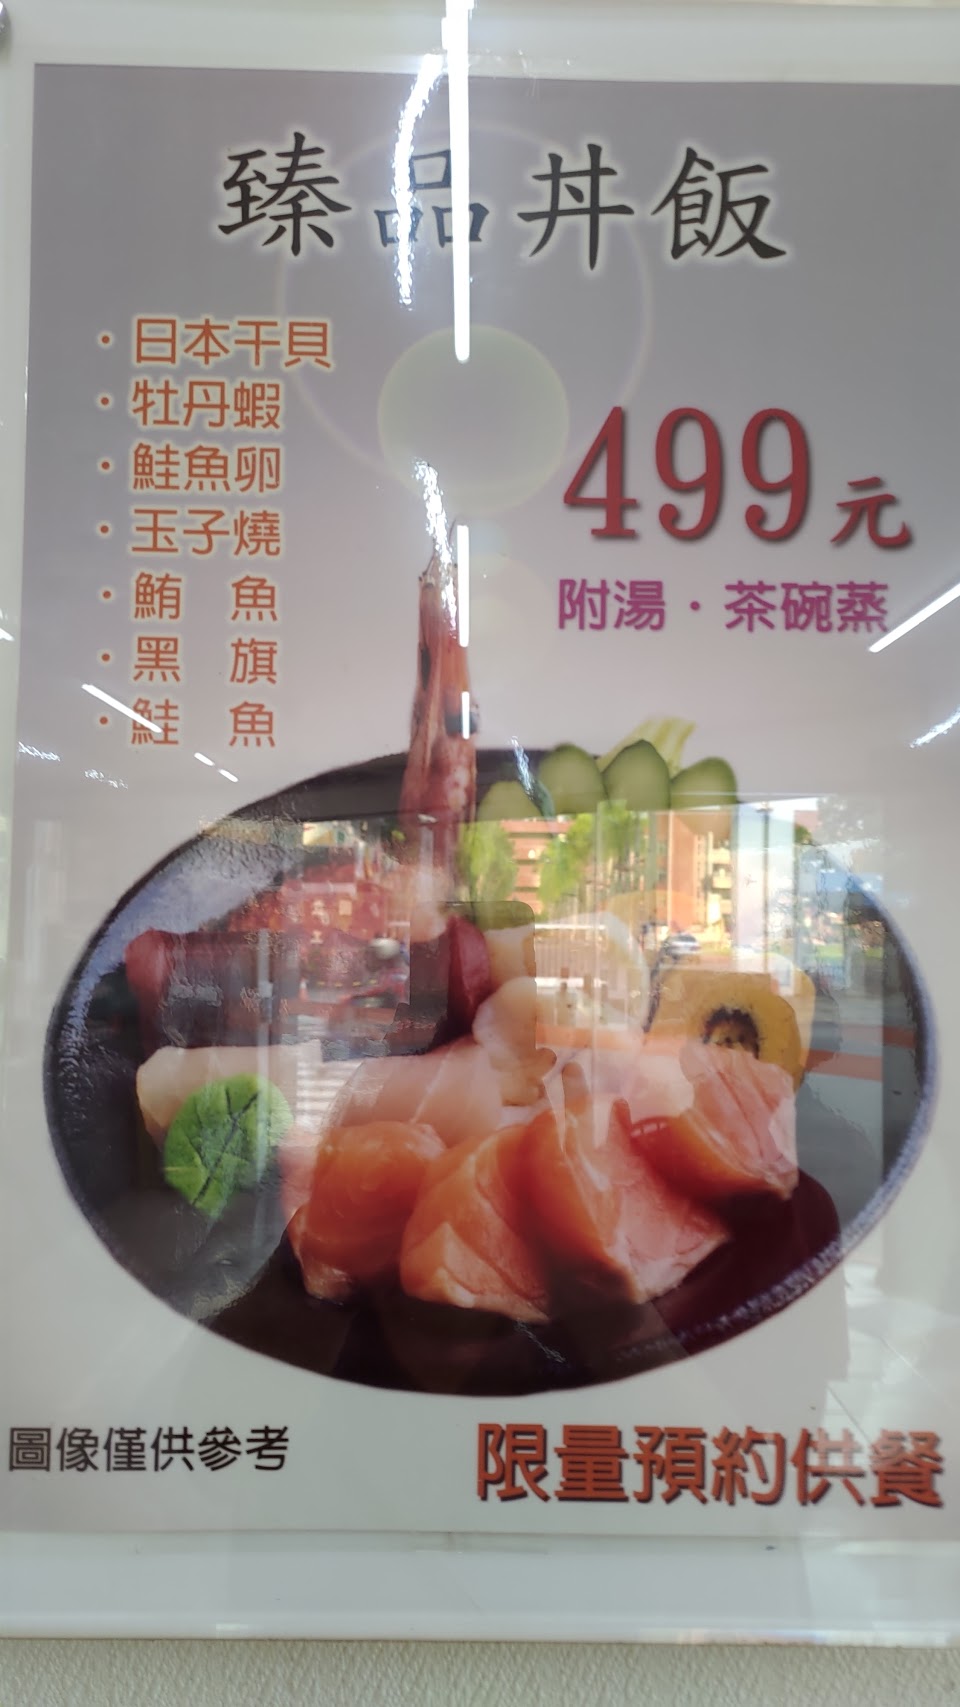 臻品丼飯
・日本干貝
・牡丹蝦
・鮭魚卵
・玉子燒
・鮪　魚
・黑　旗
・鮭　魚
499元
附湯・茶碗蒸
圖像僅供參考
限量預約供餐